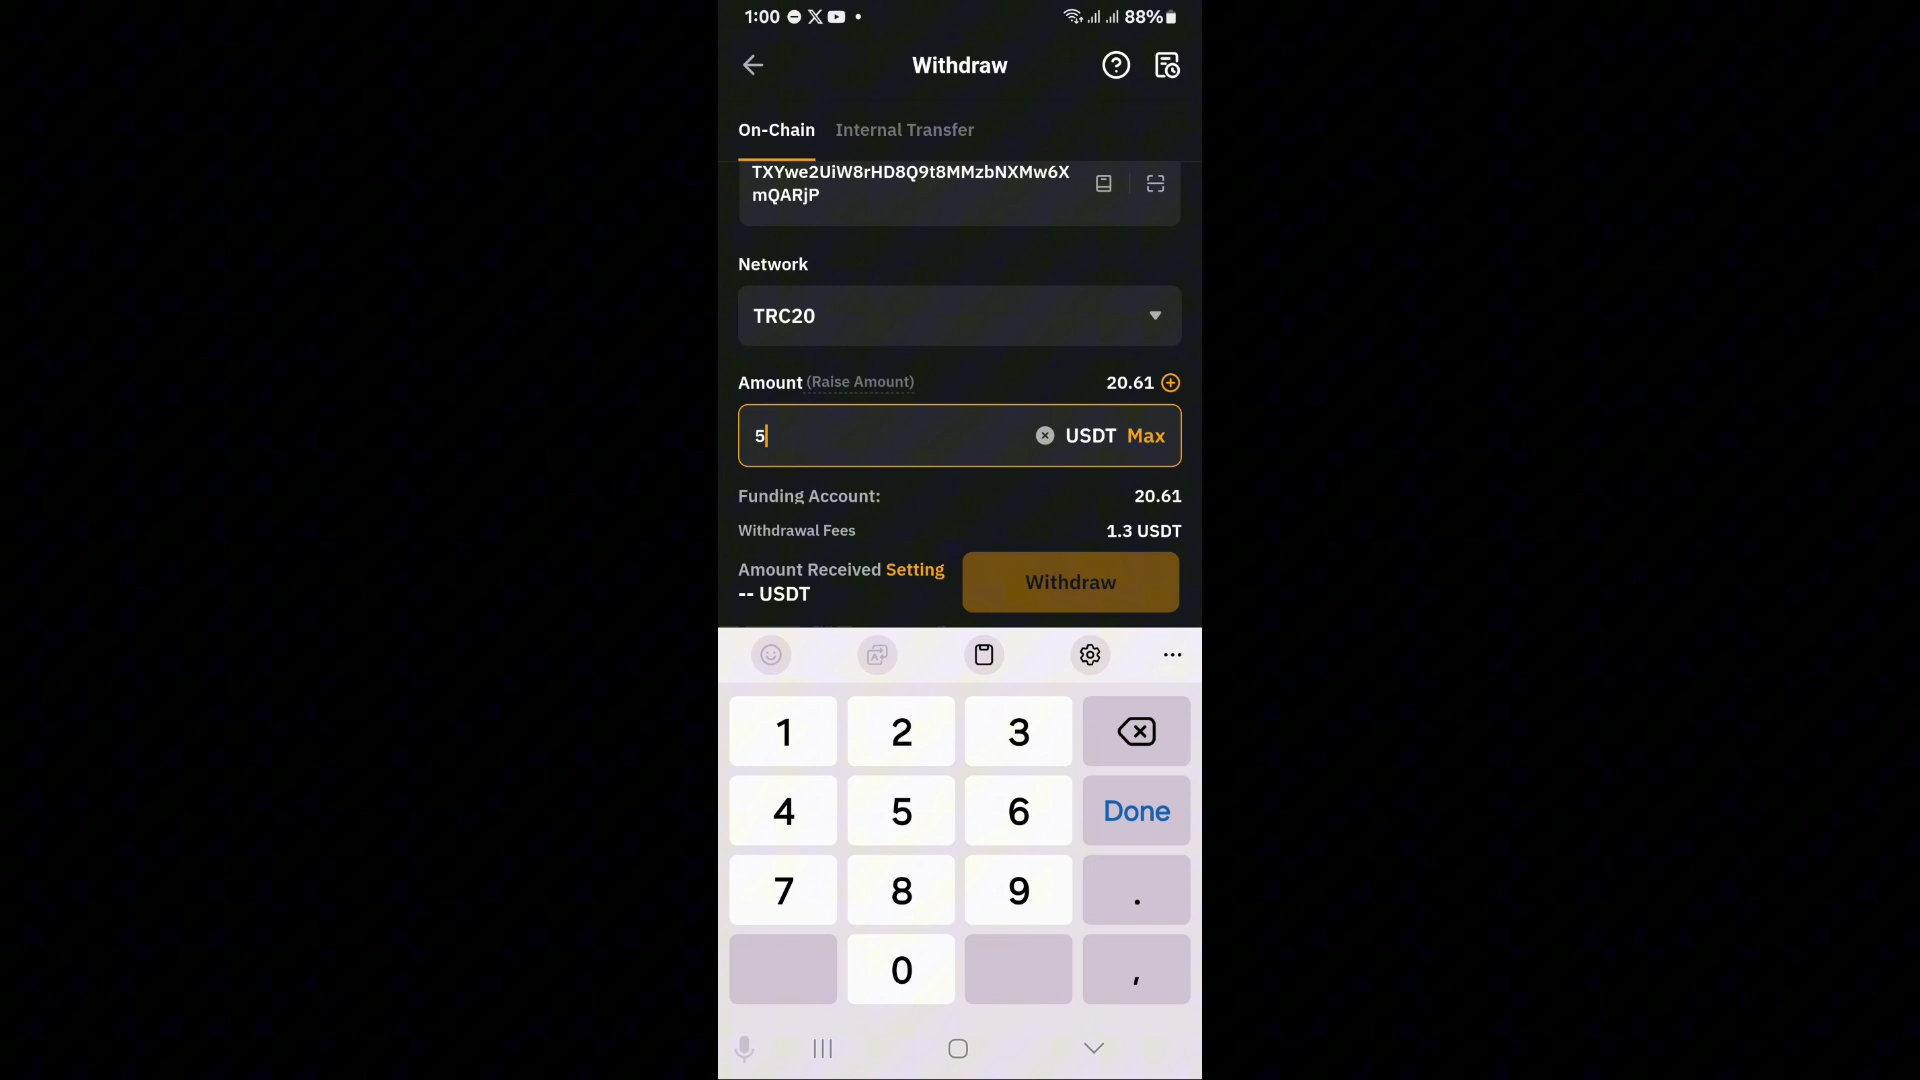 1:00 88%
Withdraw
On-Chain Internal Transfer
TXYwe2UiW8rHD8Q9t8MMzbNXMw6X
mQARjP
Network
TRC20
Amount (Raise Amount) 20.61
5 USDT Max
Funding Account: 20.61
Withdrawal Fees 1.3 USDT
Amount Received Setting
-- USDT
Withdraw
1 2 3
4 5 6 Done
7 8 9 .
0 ,